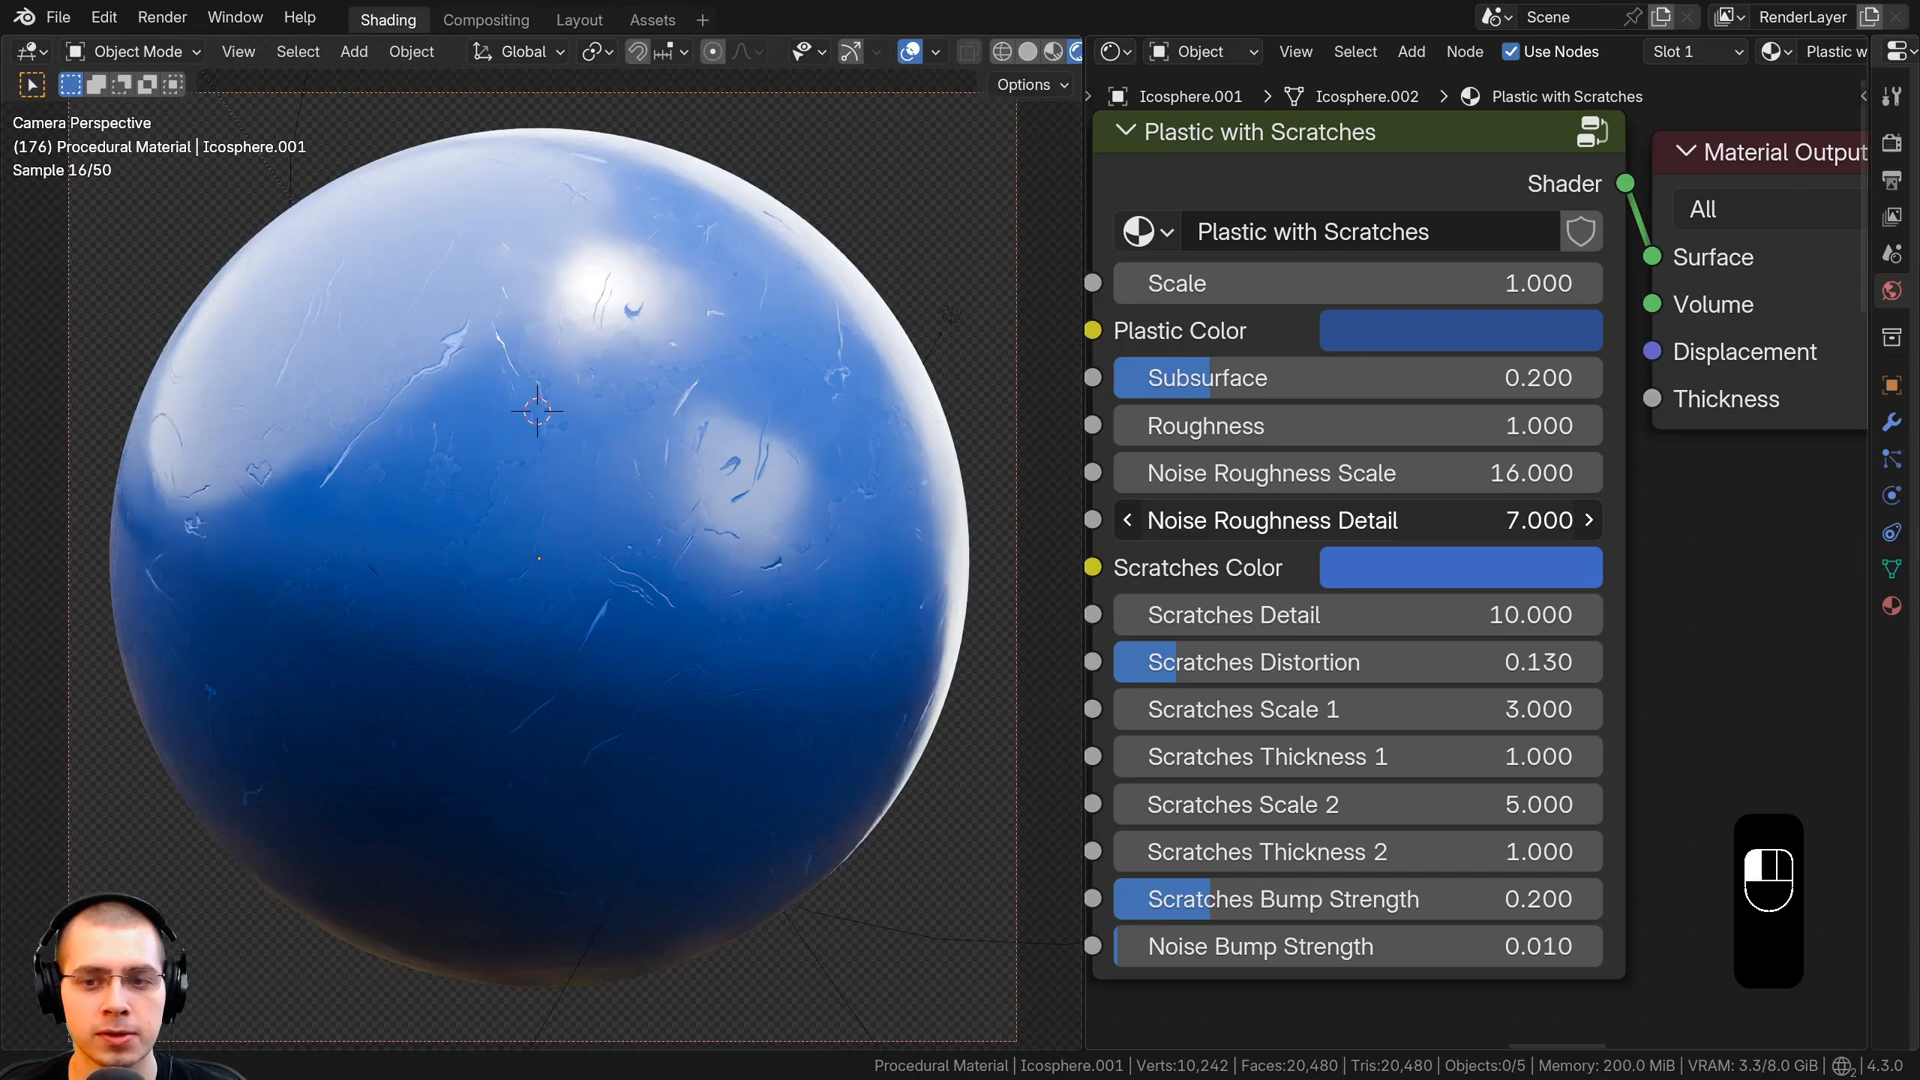 File Edit Render Window Help Shading Compositing Layout Assets Scene RenderLayer
Object Mode View Select Add Object Global Object View Select Add Node Use Nodes Slot 1 Plastic w
Options
Icosphere.001 Icosphere.002 Plastic with Scratches
Camera Perspective
(176) Procedural Material | Icosphere.001
Sample 16/50
Plastic with Scratches
Shader
Plastic with Scratches
Scale 1.000
Plastic Color
Subsurface 0.200
Roughness 1.000
Noise Roughness Scale 16.000
Noise Roughness Detail 7.000
Scratches Color
Scratches Detail 10.000
Scratches Distortion 0.130
Scratches Scale 1 3.000
Scratches Thickness 1 1.000
Scratches Scale 2 5.000
Scratches Thickness 2 1.000
Scratches Bump Strength 0.200
Noise Bump Strength 0.010
Material Output
All
Surface
Volume
Displacement
Thickness
Procedural Material | Icosphere.001 | Verts:10,242 | Faces:20,480 | Tris:20,480 | Objects:0/5 | Memory: 200.0 MiB | VRAM: 3.3/8.0 GiB | 2 4.3.0